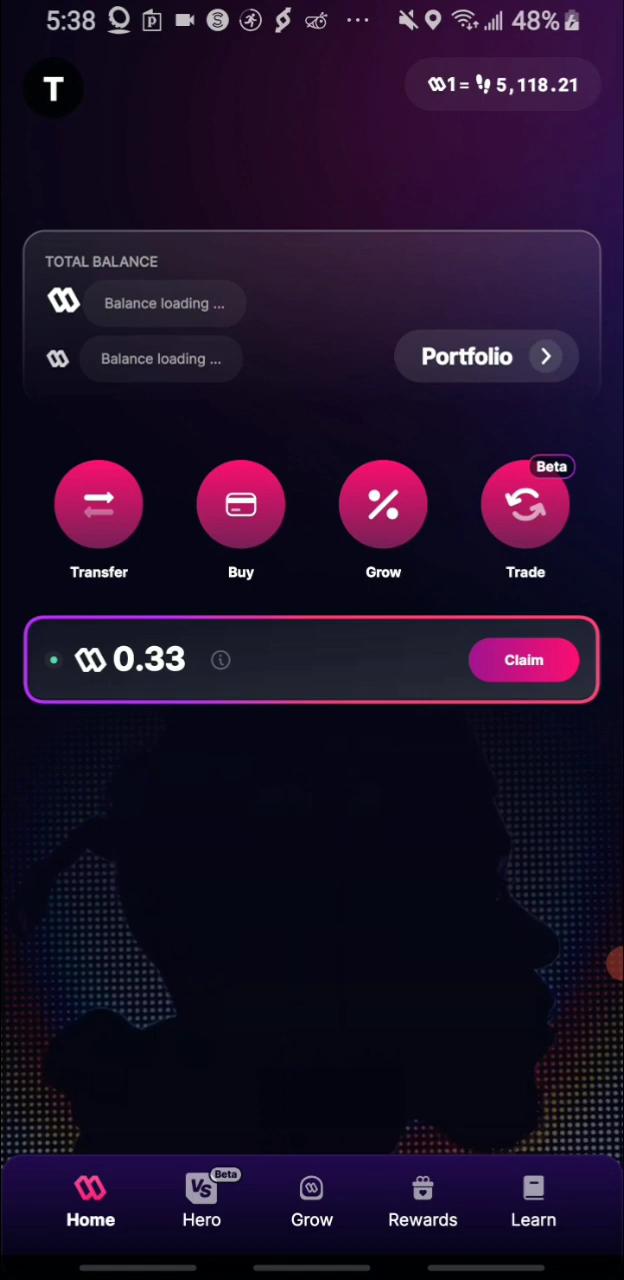 5:38 48%
T
1= 5,118.21
TOTAL BALANCE
Balance loading ...
Balance loading ...
Portfolio
Beta
Transfer Buy Grow Trade
0.33 Claim
Beta
VS
Home Hero Grow Rewards Learn